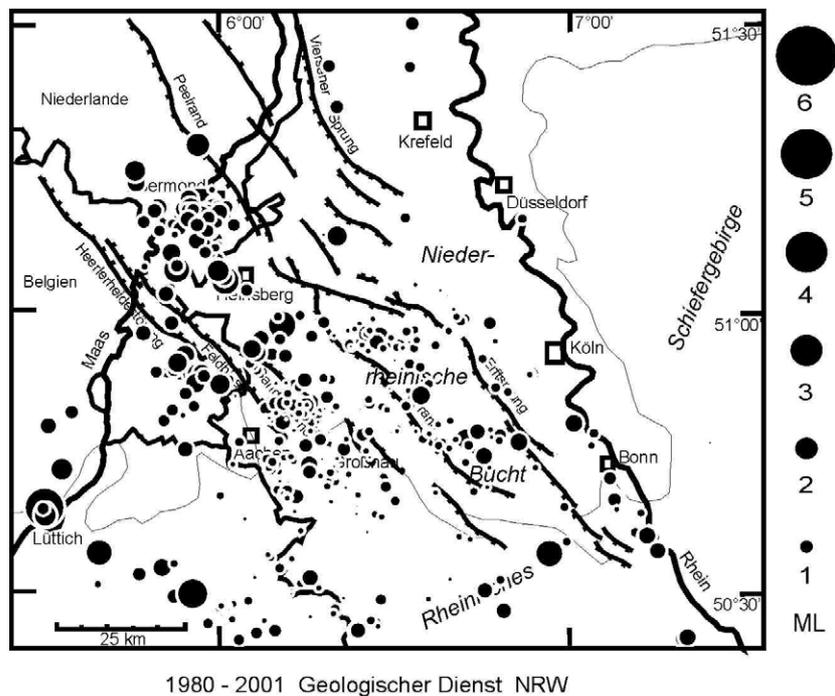 6°00'
7°00'
51°30'
Niederlande
Peelrand
Viersener
Sprung
Krefeld
Düsseldorf
Nieder-
Schiefergebirge
Heinsberg
Belgien
Maas
51°00'
Köln
rheinische
Erftsprung
Bucht
Aachen
Bonn
Lüttich
Rheinisches
Rhein
50°30'
25 km
6
5
4
3
2
1
ML
1980 - 2001 Geologischer Dienst NRW